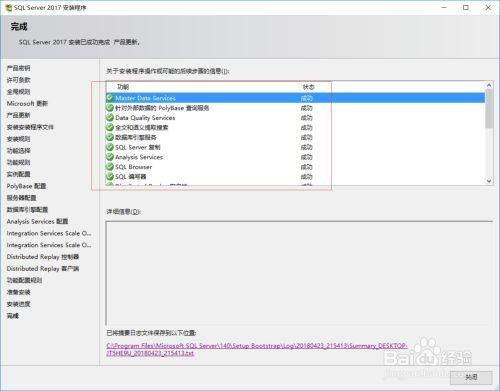 SQL Server 2017 安装程序
完成
SQL Server 2017 安装已成功完成 产品更新。
产品密钥
许可条款
全局规则
Microsoft 更新
产品更新
安装安装程序文件
安装规则
功能选择
功能规则
实例配置
PolyBase 配置
服务器配置
数据库引擎配置
Analysis Services 配置
Integration Services Scale O...
Integration Services Scale O...
Distributed Replay 控制器
Distributed Replay 客户端
功能配置规则
准备安装
安装进度
完成
关于安装程序操作或可能的后续步骤的信息(I):
功能 状态
Master Data Services 成功
针对外部数据的 PolyBase 查询服务 成功
Data Quality Services 成功
全文和语义提取搜索 成功
数据库引擎服务 成功
SQL Server 复制 成功
Analysis Services 成功
SQL Browser 成功
SQL 编写器 成功
详细信息(D):
已将摘要日志文件保存到以下位置:
C:\Program Files\Microsoft SQL Server\140\Setup Bootstrap\Log\20180423_215413\Summary_DESKTOP-
JTSHE9U_20180423_215413.txt
Baidu 经验
jingyan.baidu.com
关闭